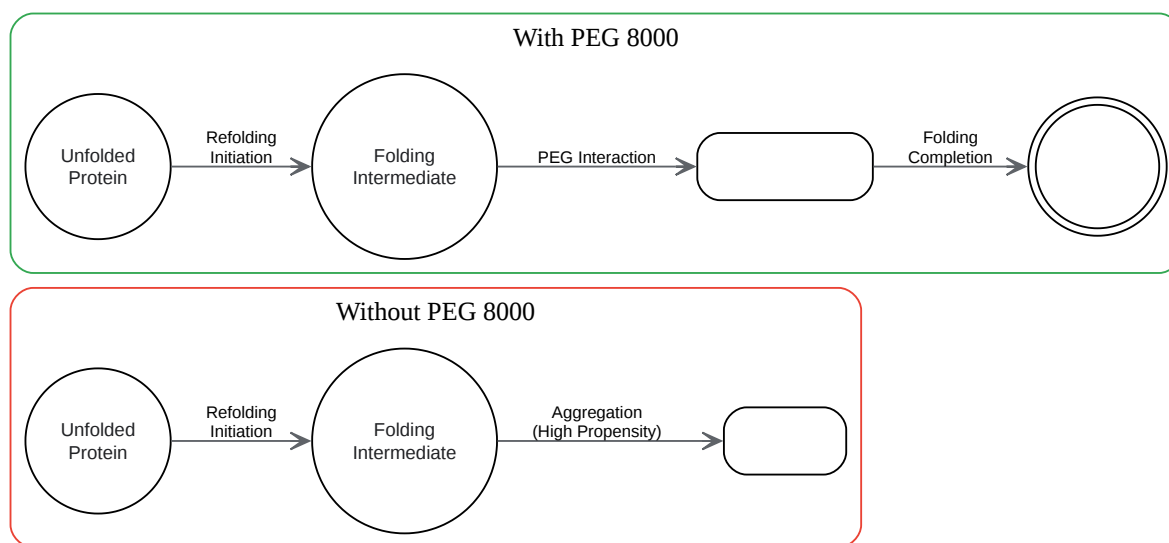 With PEG 8000
Unfolded
Protein
Refolding
Initiation
Folding
Intermediate
PEG Interaction
Folding
Completion
Without PEG 8000
Unfolded
Protein
Refolding
Initiation
Folding
Intermediate
Aggregation
(High Propensity)